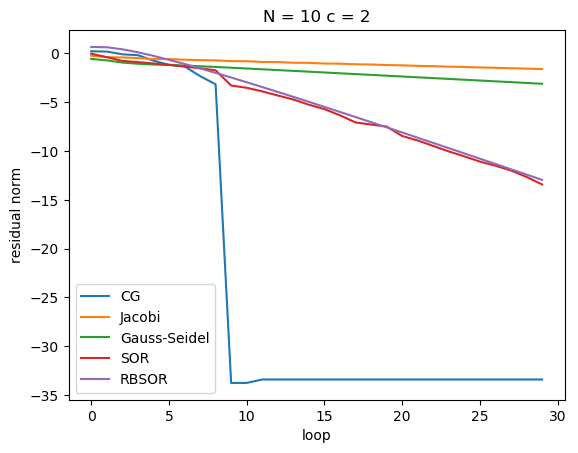 N = 10 c = 2
residual norm
0
−5
−10
−15
−20
−25
−30
−35
CG
Jacobi
Gauss-Seidel
SOR
RBSOR
0
5
10
15
20
25
30
loop